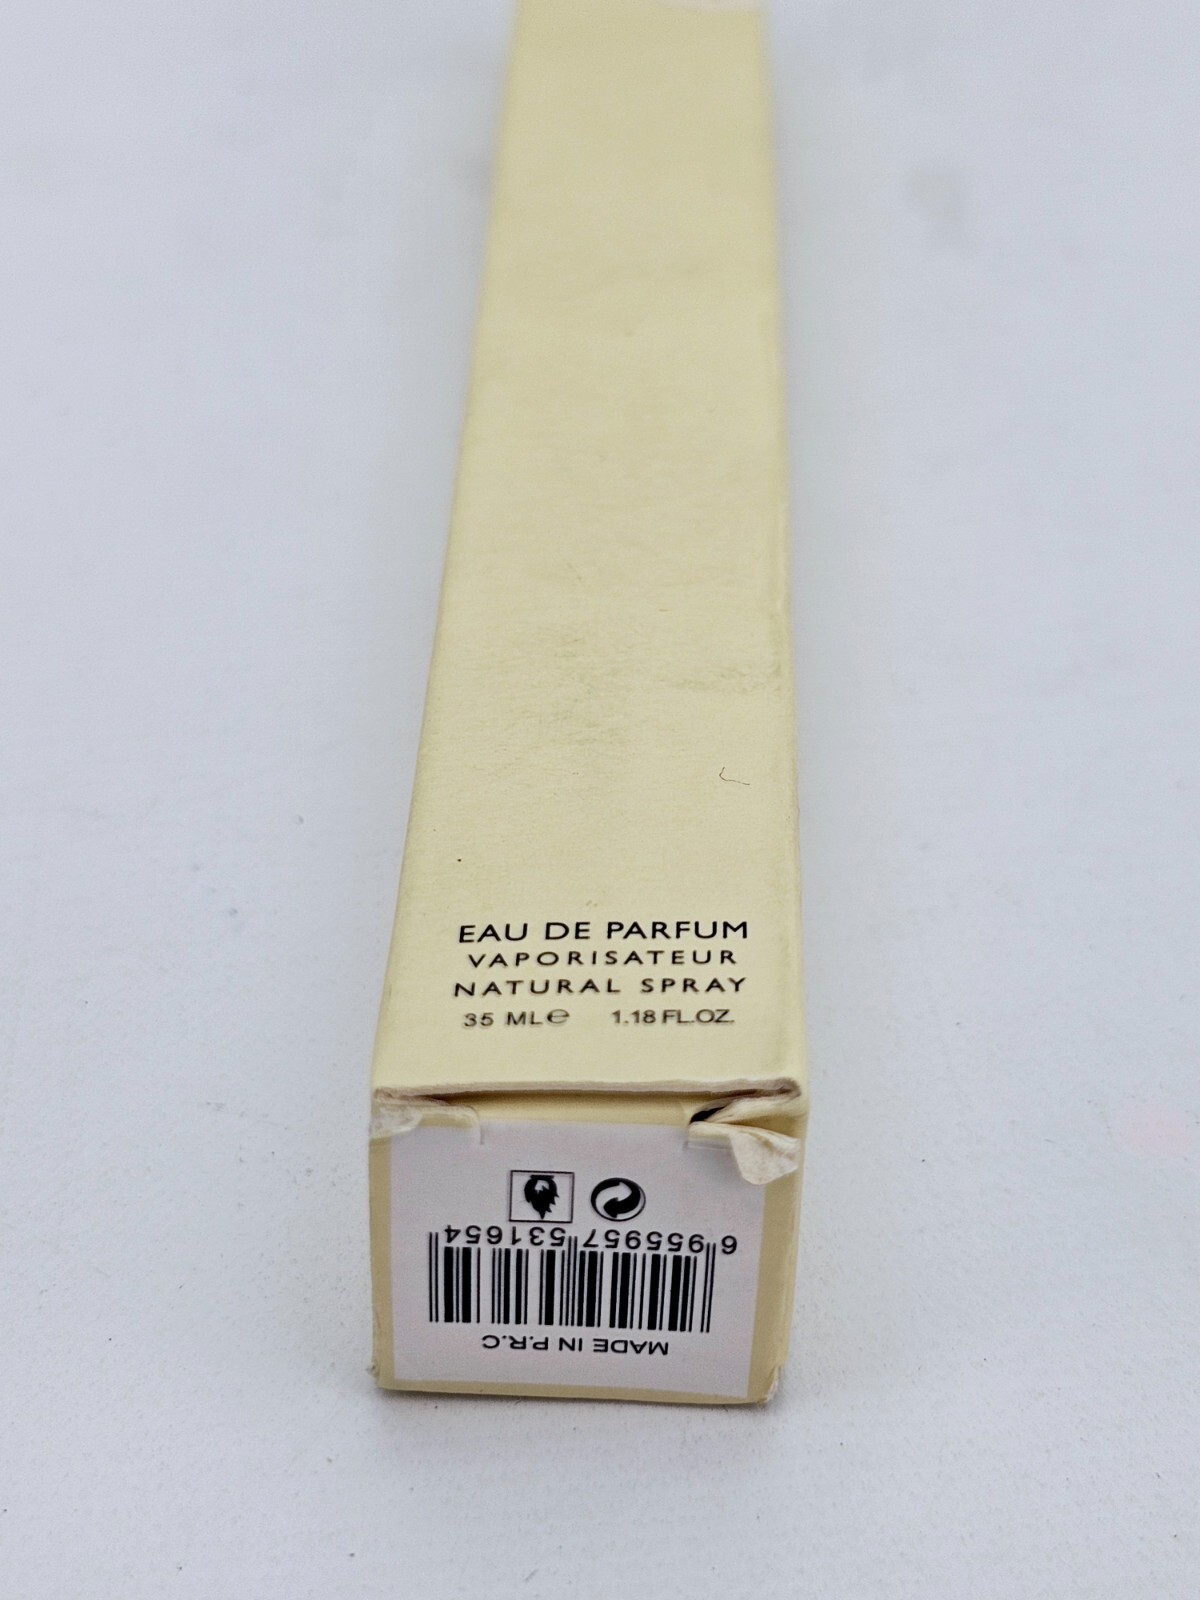 EAU DE PARFUM
VAPORISATEUR
NATURAL SPRAY
35 ML℮ 1.18 FL.OZ.
MADE IN P.R.C
6 955957 531654